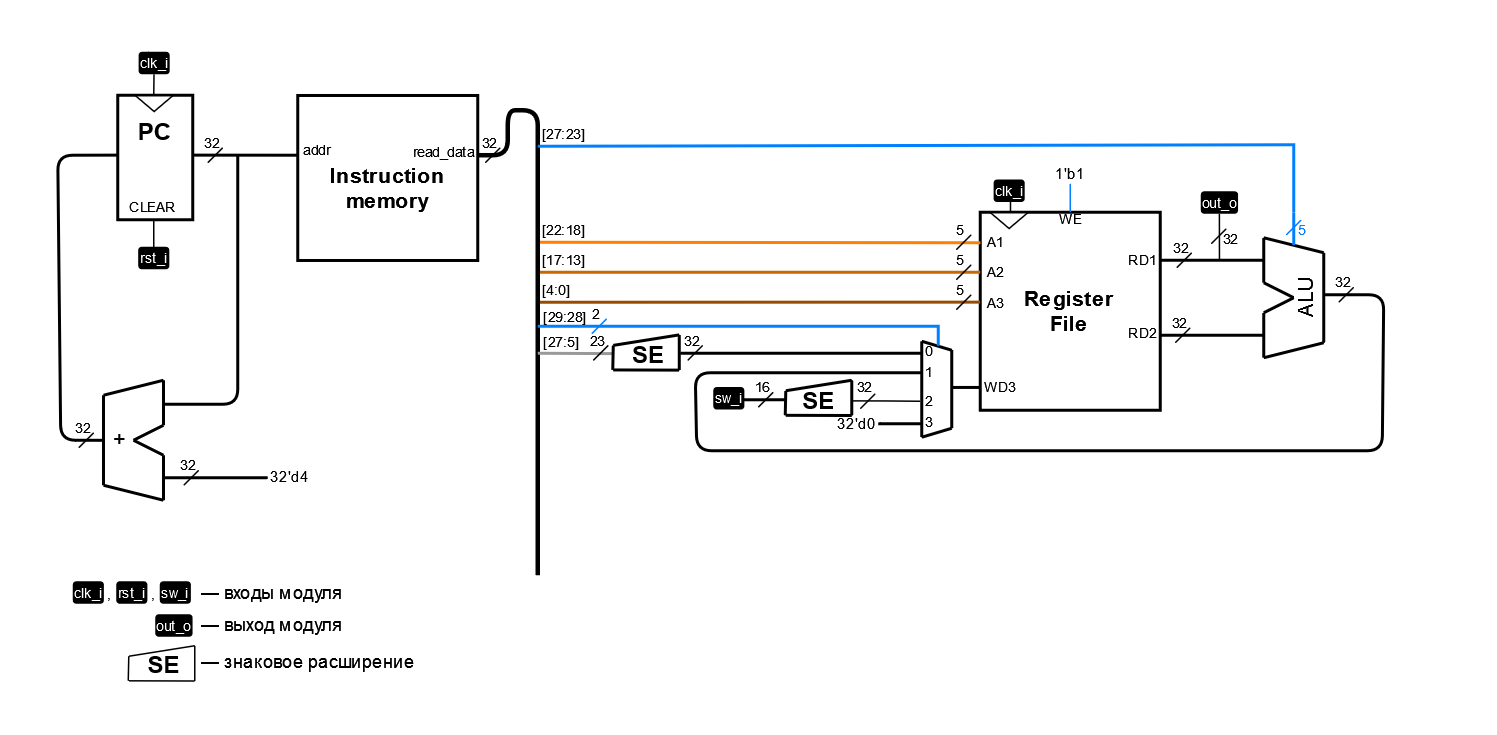 clk_i
PC
CLEAR
rst_i
32
addr
read_data
Instruction
memory
32
32
+
32
32'd4
[27:23]
[22:18]
[17:13]
[4:0]
[29:28] 2
[27:5] 23
SE
32
sw_i
16
SE
32
32'd0
0
1
2
3
5
5
5
clk_i
1'b1
WE
A1
A2
A3
WD3
Register
File
RD1
RD2
32
32
out_o
32
5
ALU
32
clk_i , rst_i , sw_i — входы модуля
out_o — выход модуля
SE — знаковое расширение